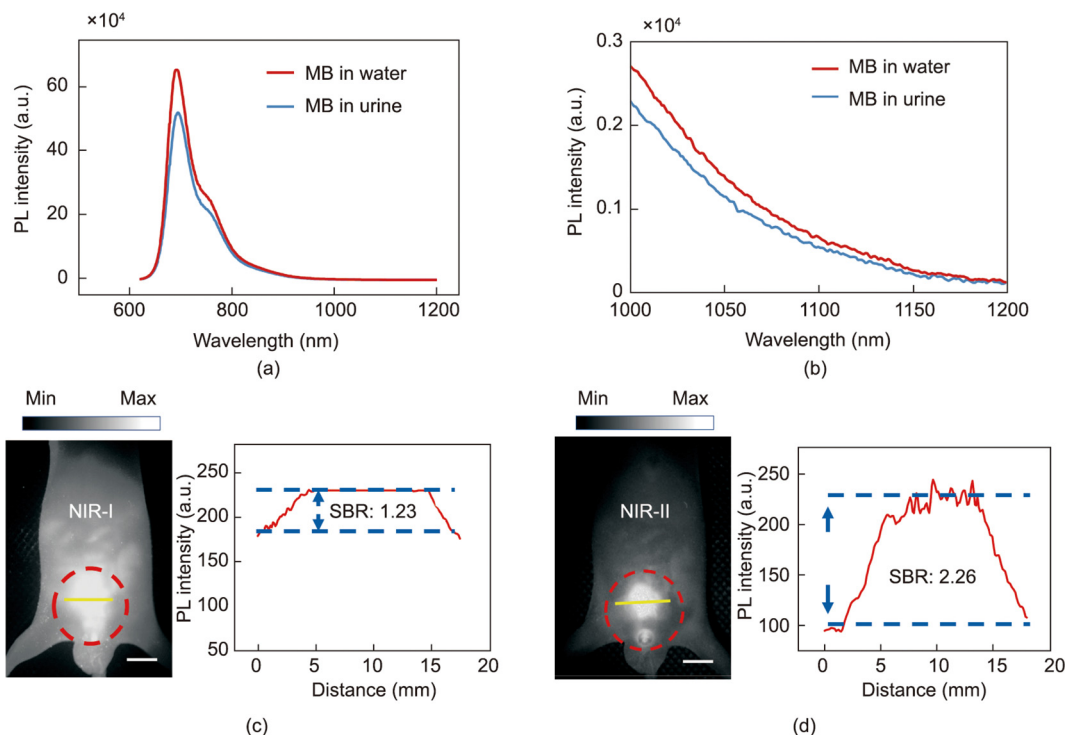 ×10⁴
PL intensity (a.u.)
60
40
20
0
MB in water
MB in urine
600
800
1000
1200
Wavelength (nm)
(a)
×10⁴
PL intensity (a.u.)
0.3
0.2
0.1
0
MB in water
MB in urine
1000
1050
1100
1150
1200
Wavelength (nm)
(b)
Min Max
NIR-I
PL intensity (a.u.)
250
200
150
100
50
SBR: 1.23
0
5
10
15
20
Distance (mm)
(c)
Min Max
NIR-II
PL intensity (a.u.)
250
200
150
100
SBR: 2.26
0
5
10
15
20
Distance (mm)
(d)